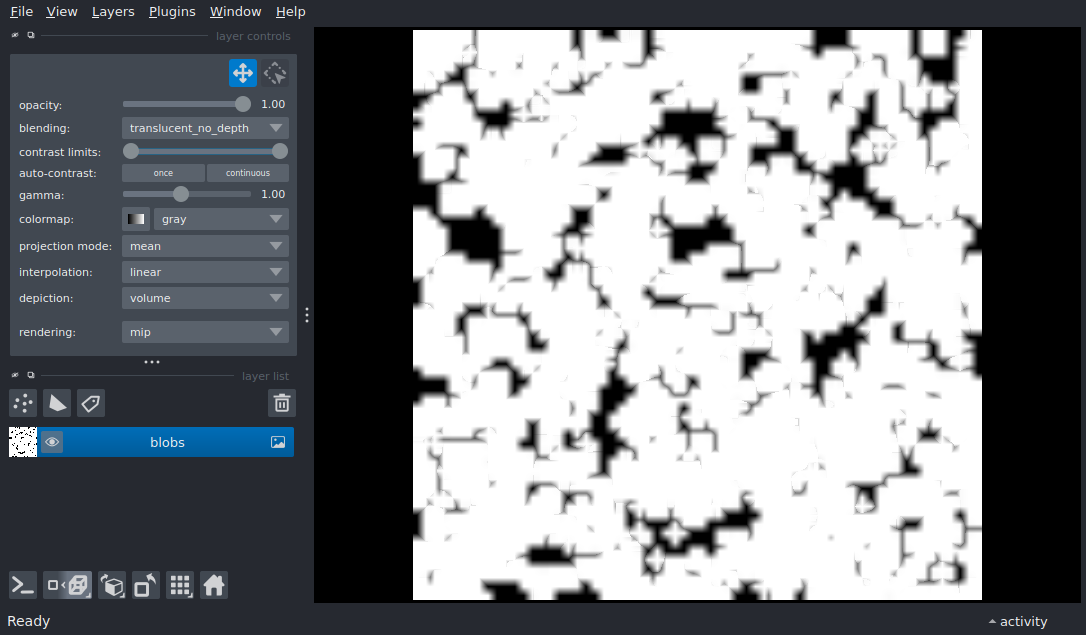 File View Layers Plugins Window Help
layer controls
opacity: 1.00
blending: translucent_no_depth
contrast limits:
auto-contrast: once continuous
gamma: 1.00
colormap: gray
projection mode: mean
interpolation: linear
depiction: volume
rendering: mip
layer list
blobs
Ready activity